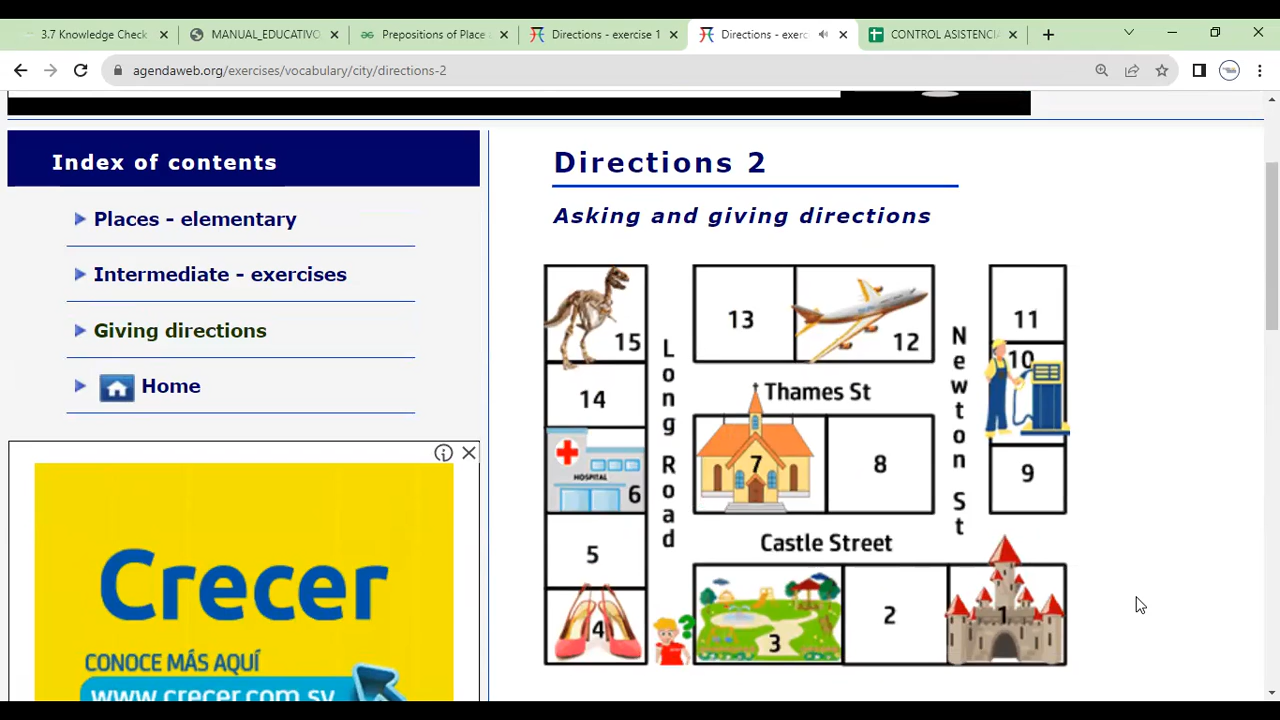 3.7 Knowledge Check
MANUAL_EDUCATIVO
Prepositions of Place
Directions - exercise 1
Directions - exerc
CONTROL ASISTENCIA
agendaweb.org/exercises/vocabulary/city/directions-2
Index of contents
Places - elementary
Intermediate - exercises
Giving directions
Home
Crecer
CONOCE MÁS AQUÍ
www.crecer.com.sv
Directions 2
Asking and giving directions
15
13
12
11
14
Thames St
10
Long Road
Newton St
HOSPITAL
6
7
8
9
5
Castle Street
4
3
2
1